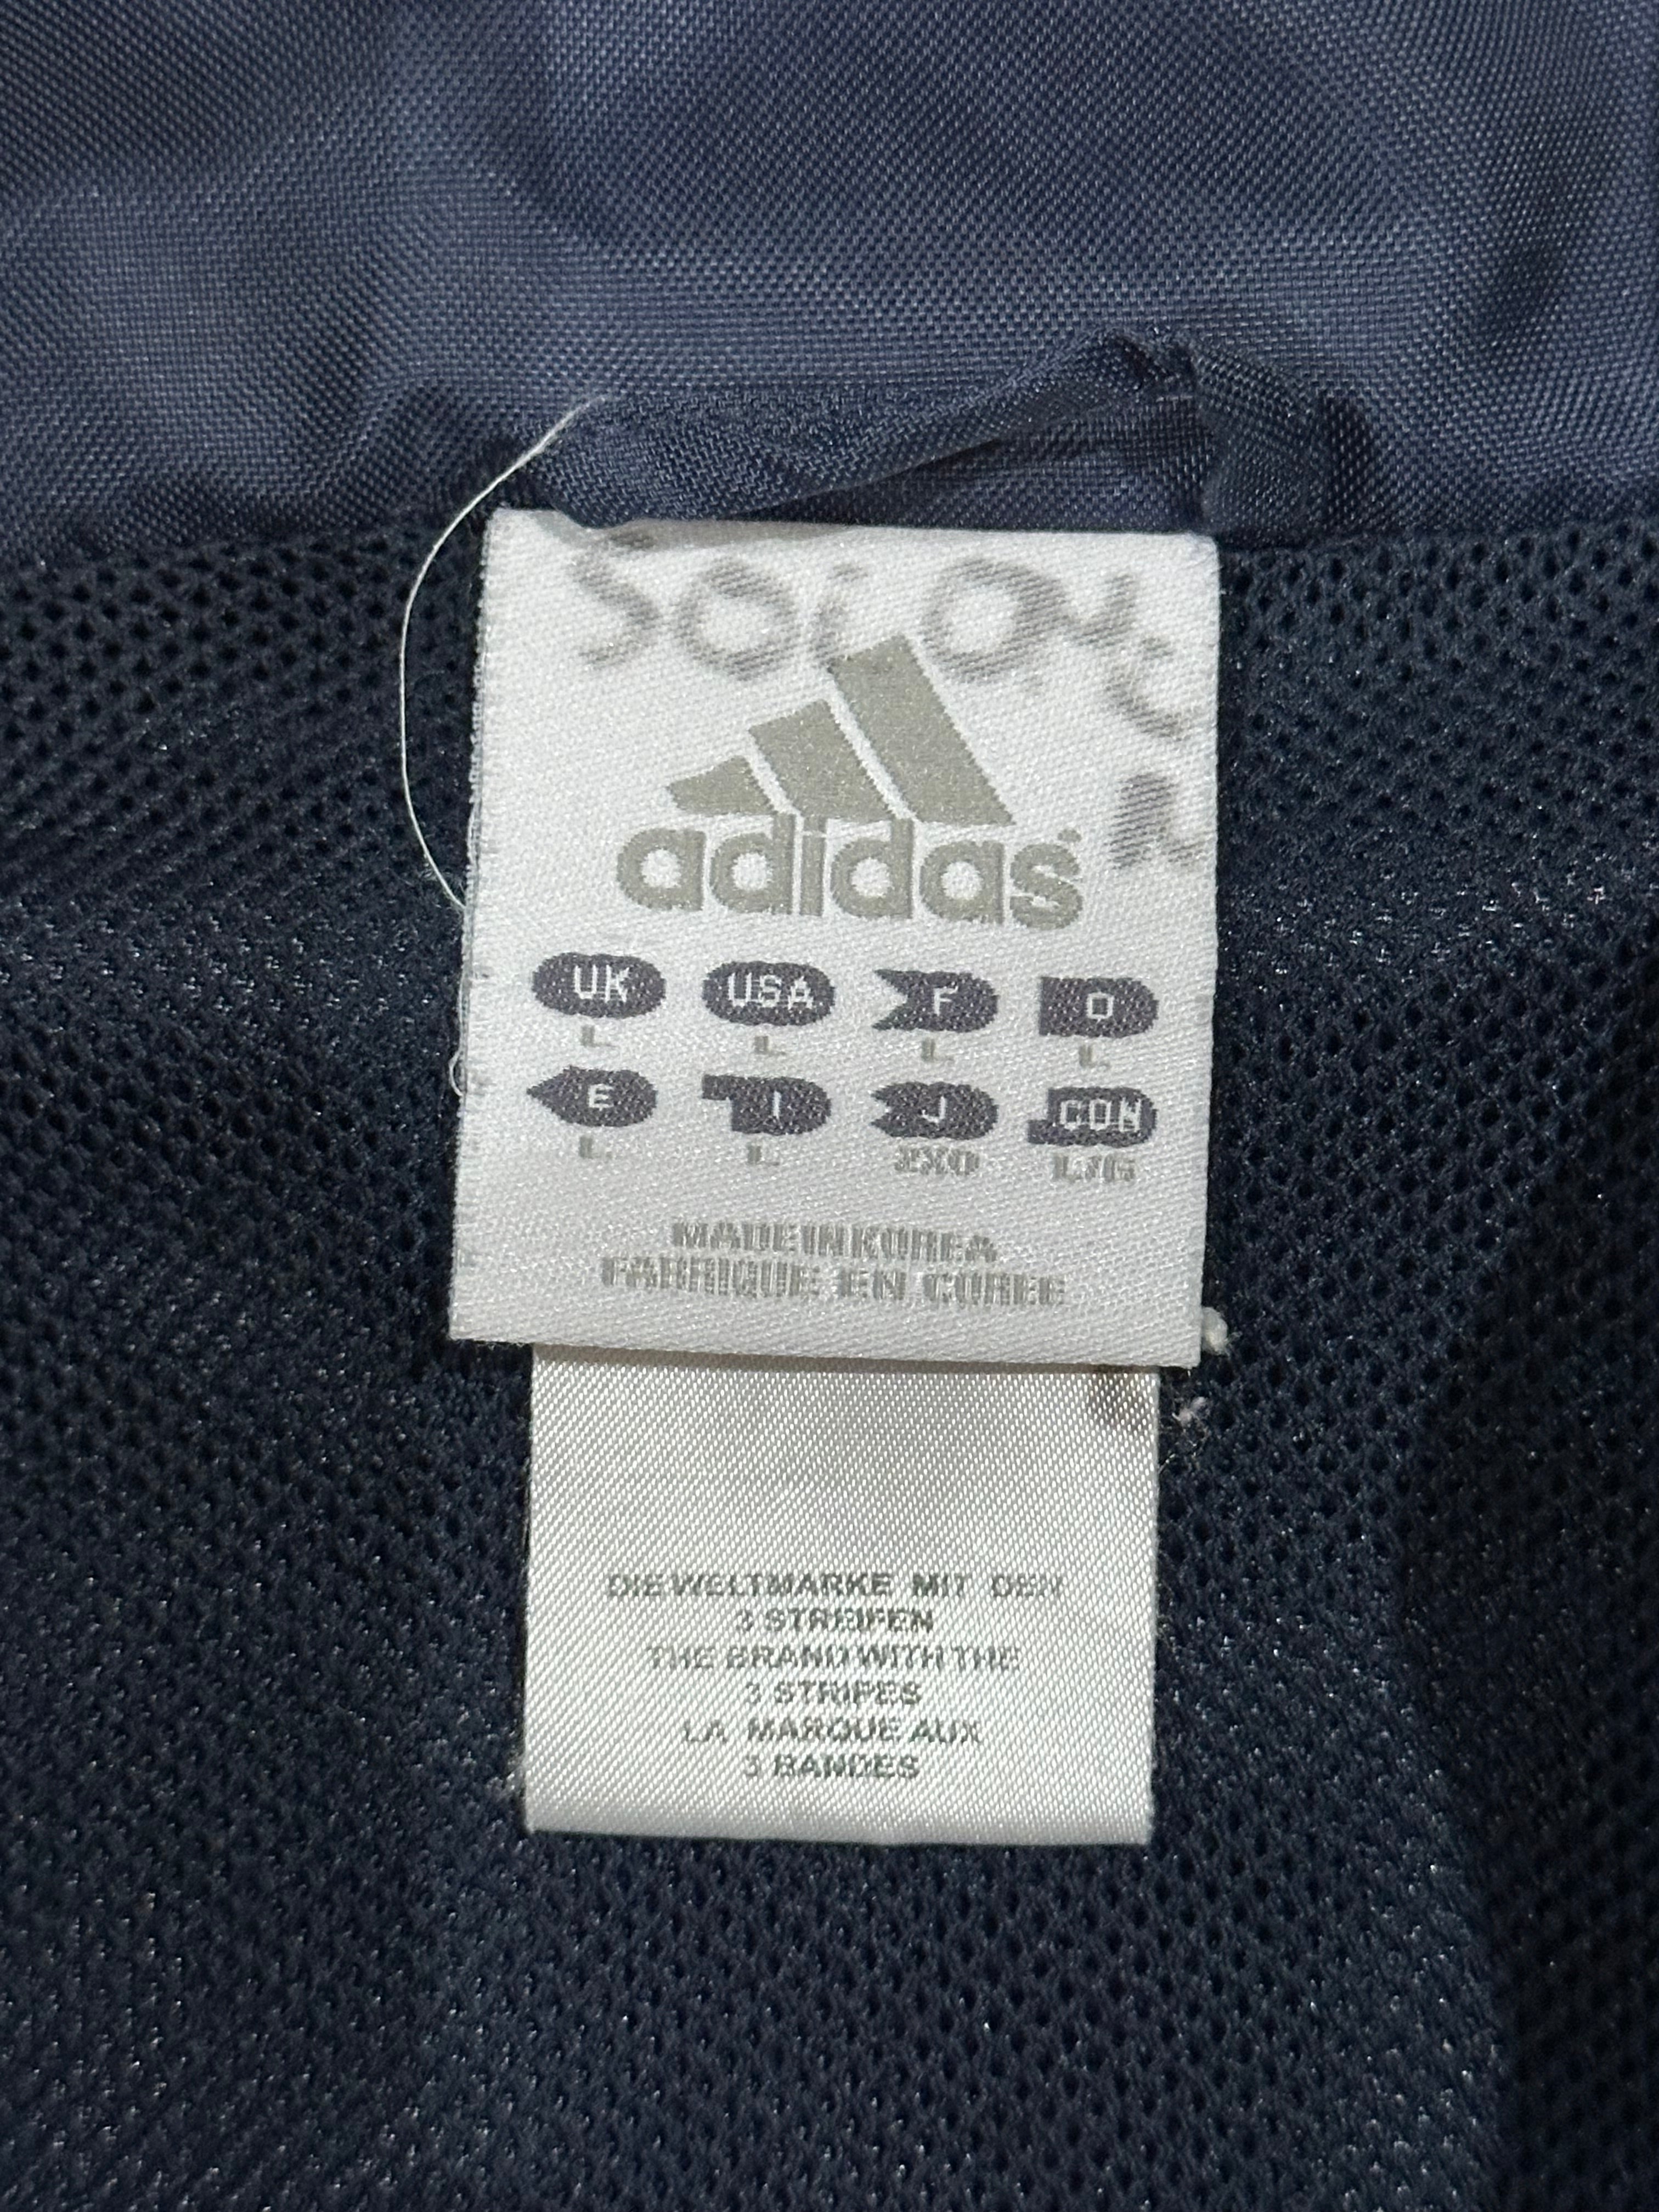 adidas®
UK USA F D
L L L L
E I J CON
L L 2XO L/G
MADE IN KOREA
FABRIQUE EN COREE
DIE WELTMARKE MIT DEN
3 STREIFEN
THE BRAND WITH THE
3 STRIPES
LA MARQUE AUX
3 BANDES